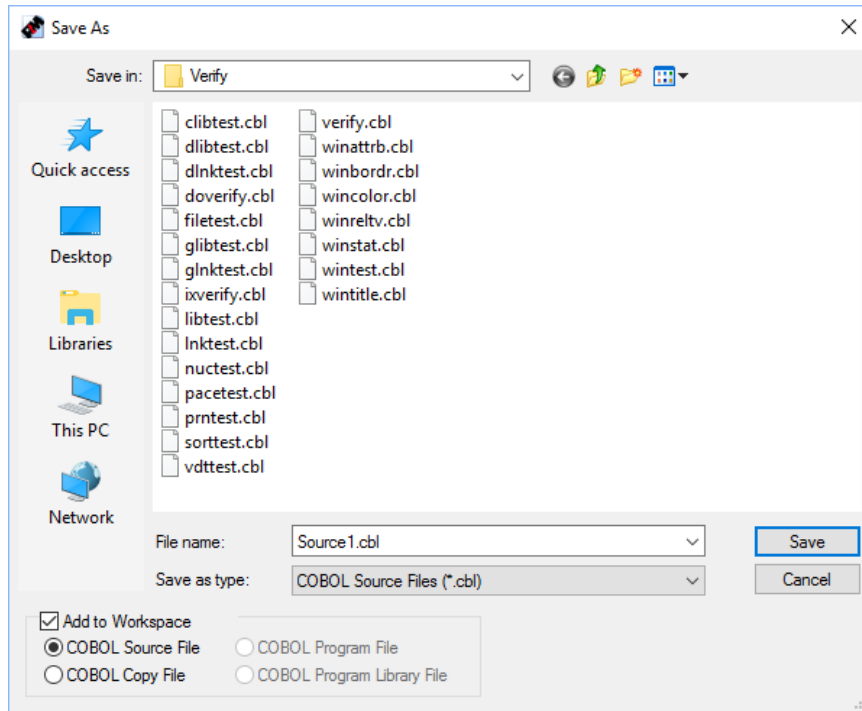 Save As
Save in:
Verify
Quick access
Desktop
Libraries
This PC
Network
clibtest.cbl
dlibtest.cbl
dlnktest.cbl
doverify.cbl
filetest.cbl
glibtest.cbl
glnktest.cbl
ixverify.cbl
libtest.cbl
lnktest.cbl
nuctest.cbl
pacetest.cbl
prntest.cbl
sorttest.cbl
vdttest.cbl
verify.cbl
winattrb.cbl
winbordr.cbl
wincolor.cbl
winreltv.cbl
winstat.cbl
wintest.cbl
wintitle.cbl
File name:
Source1.cbl
Save
Save as type:
COBOL Source Files (*.cbl)
Cancel
Add to Workspace
COBOL Source File
COBOL Program File
COBOL Copy File
COBOL Program Library File